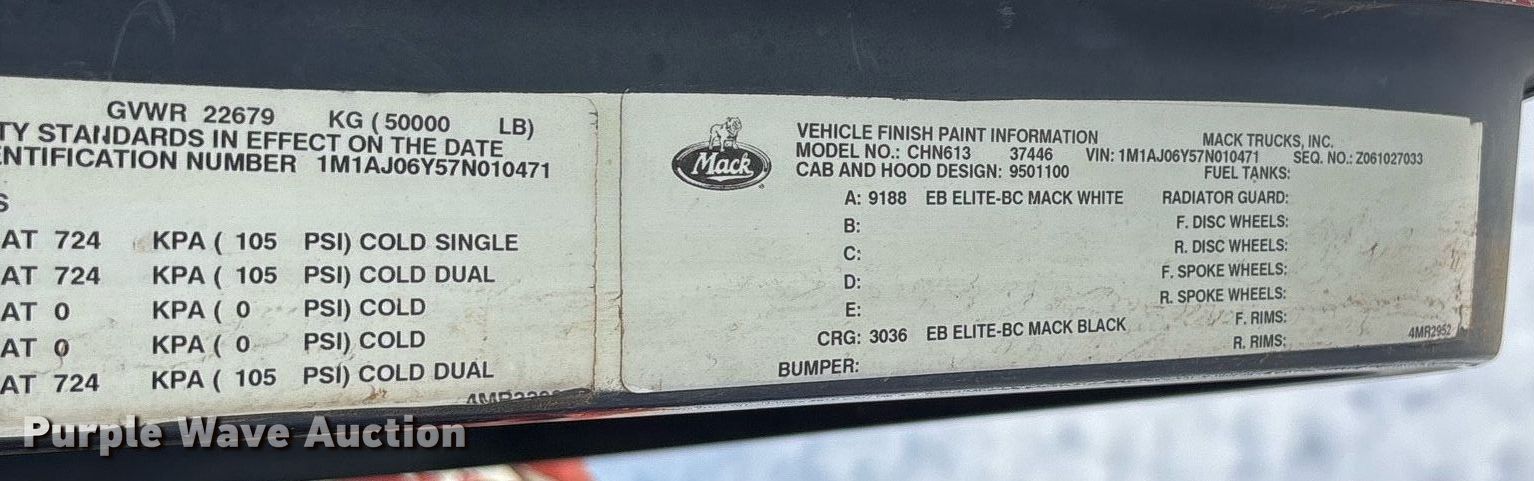 GVWR 22679 KG ( 50000 LB)
TY STANDARDS IN EFFECT ON THE DATE
ENTIFICATION NUMBER 1M1AJ06Y57N010471
S
AT 724 KPA ( 105 PSI) COLD SINGLE
AT 724 KPA ( 105 PSI) COLD DUAL
AT 0 KPA ( 0 PSI) COLD
AT 0 KPA ( 0 PSI) COLD
AT 724 KPA ( 105 PSI) COLD DUAL
Mack
VEHICLE FINISH PAINT INFORMATION MACK TRUCKS, INC.
MODEL NO.: CHN613 37446 VIN: 1M1AJ06Y57N010471 SEQ. NO.: Z061027033
CAB AND HOOD DESIGN: 9501100 FUEL TANKS:
A: 9188 EB ELITE-BC MACK WHITE RADIATOR GUARD:
B: F. DISC WHEELS:
C: R. DISC WHEELS:
D: F. SPOKE WHEELS:
E: R. SPOKE WHEELS:
F. RIMS:
CRG: 3036 EB ELITE-BC MACK BLACK R. RIMS:
BUMPER:
4MR2952
Purple Wave Auction